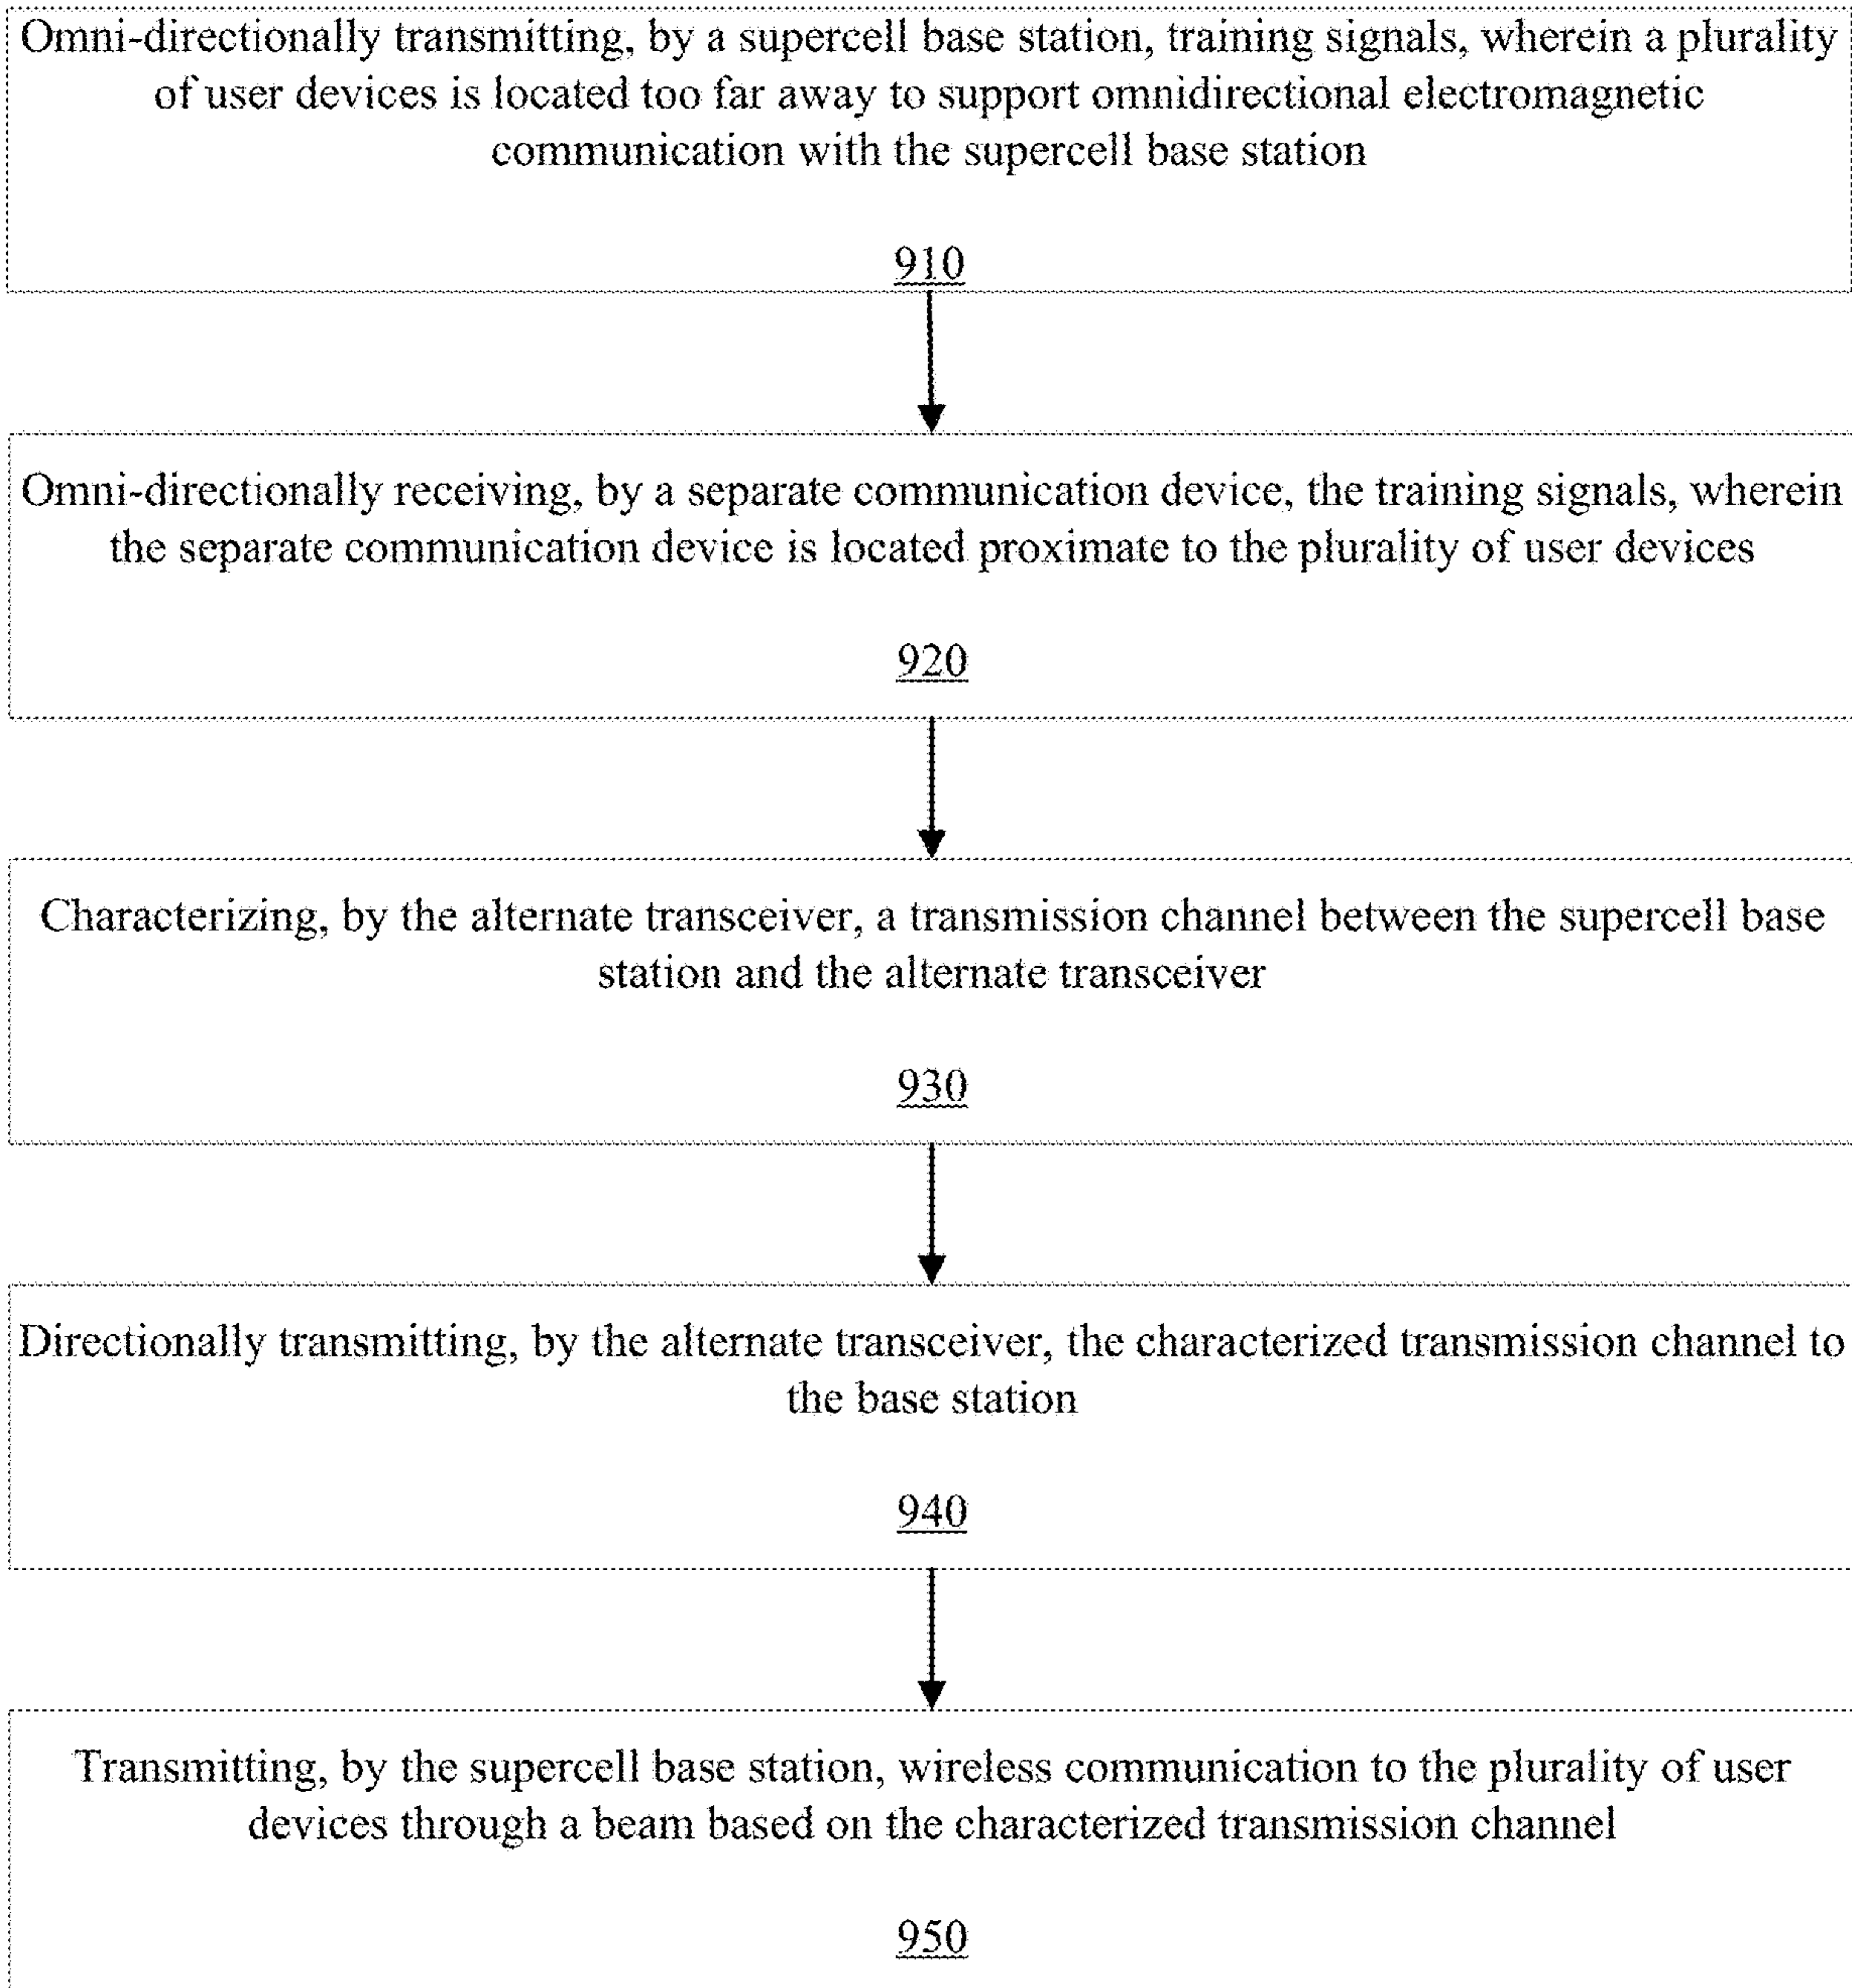 Omni-directionally transmitting, by a supercell base station, training signals, wherein a plurality
of user devices is located too far away to support omnidirectional electromagnetic
communication with the supercell base station
910
Omni-directionally receiving, by a separate communication device, the training signals, wherein
the separate communication device is located proximate to the plurality of user devices
920
Characterizing, by the alternate transceiver, a transmission channel between the supercell base
station and the alternate transceiver
930
Directionally transmitting, by the alternate transceiver, the characterized transmission channel to
the base station
940
Transmitting, by the supercell base station, wireless communication to the plurality of user
devices through a beam based on the characterized transmission channel
950